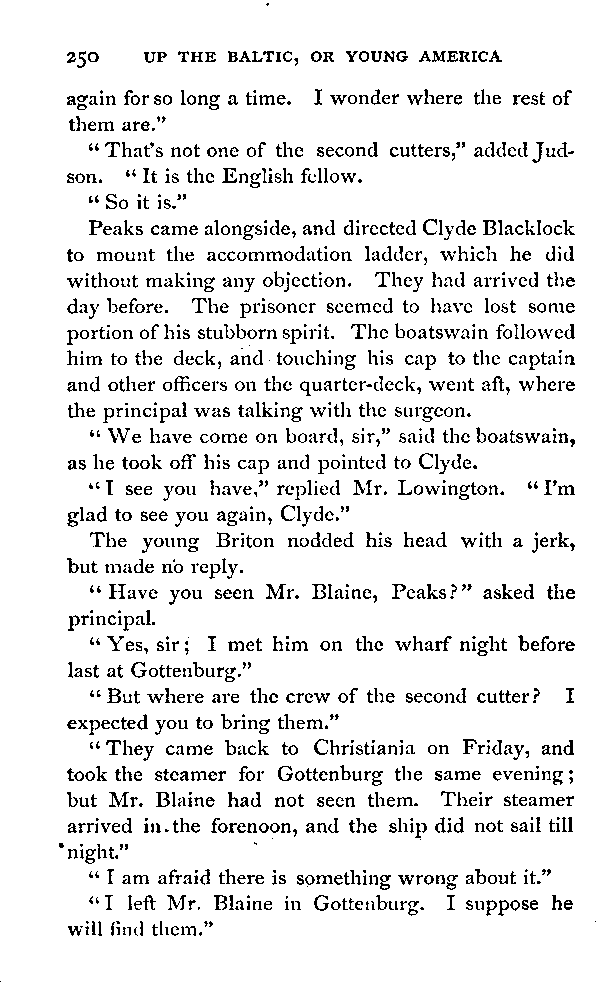 250 UP THE BALTIC, OR YOUNG AMERICA
again for so long a time. I wonder where the rest of
them are."
"That's not one of the second cutters," added Jud-
son. "It is the English fellow.
"So it is."
Peaks came alongside, and directed Clyde Blacklock
to mount the accommodation ladder, which he did
without making any objection. They had arrived the
day before. The prisoner seemed to have lost some
portion of his stubborn spirit. The boatswain followed
him to the deck, and touching his cap to the captain
and other officers on the quarter-deck, went aft, where
the principal was talking with the surgeon.
"We have come on board, sir," said the boatswain,
as he took off his cap and pointed to Clyde.
"I see you have," replied Mr. Lowington. "I'm
glad to see you again, Clyde."
The young Briton nodded his head with a jerk,
but made no reply.
"Have you seen Mr. Blaine, Peaks?" asked the
principal.
"Yes, sir; I met him on the wharf night before
last at Gottenburg."
"But where are the crew of the second cutter? I
expected you to bring them."
"They came back to Christiania on Friday, and
took the steamer for Gottenburg the same evening;
but Mr. Blaine had not seen them. Their steamer
arrived in the forenoon, and the ship did not sail till
night."
"I am afraid there is something wrong about it."
"I left Mr. Blaine in Gottenburg. I suppose he
will find them."